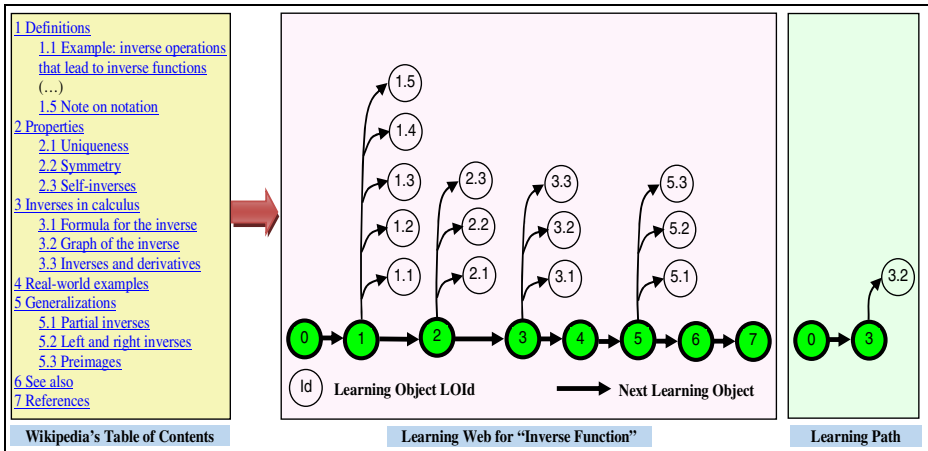 1 Definitions
1.1 Example: inverse operations
that lead to inverse functions
(…)
1.5 Note on notation
2 Properties
2.1 Uniqueness
2.2 Symmetry
2.3 Self-inverses
3 Inverses in calculus
3.1 Formula for the inverse
3.2 Graph of the inverse
3.3 Inverses and derivatives
4 Real-world examples
5 Generalizations
5.1 Partial inverses
5.2 Left and right inverses
5.3 Preimages
6 See also
7 References
Wikipedia's Table of Contents
1.5
1.4
1.3 2.3 3.3 5.3
1.2 2.2 3.2 5.2
1.1 2.1 3.1 5.1
0 1 2 3 4 5 6 7
Id Learning Object LOId Next Learning Object
Learning Web for “Inverse Function”
3.2
0 3
Learning Path